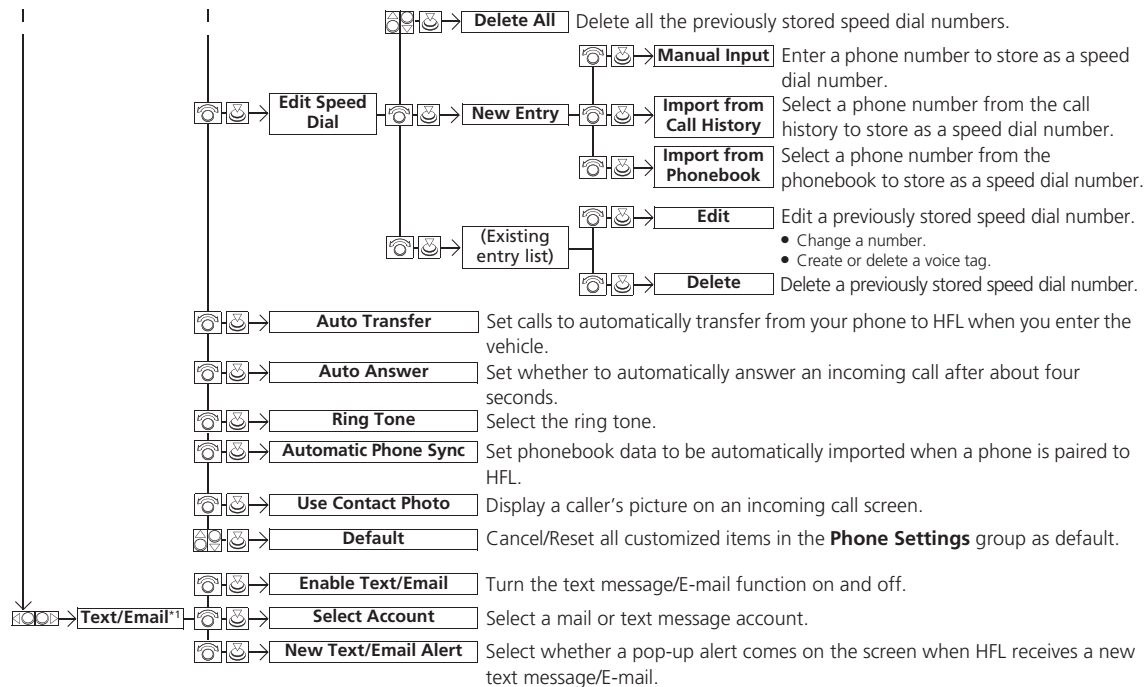 Delete All Delete all the previously stored speed dial numbers.
Manual Input Enter a phone number to store as a speed
dial number.
Edit Speed
Dial
New Entry
Import from
Call History
Select a phone number from the call
history to store as a speed dial number.
Import from
Phonebook
Select a phone number from the
phonebook to store as a speed dial number.
(Existing
entry list)
Edit Edit a previously stored speed dial number.
● Change a number.
● Create or delete a voice tag.
Delete Delete a previously stored speed dial number.
Auto Transfer Set calls to automatically transfer from your phone to HFL when you enter the
vehicle.
Auto Answer Set whether to automatically answer an incoming call after about four
seconds.
Ring Tone Select the ring tone.
Automatic Phone Sync Set phonebook data to be automatically imported when a phone is paired to
HFL.
Use Contact Photo Display a caller's picture on an incoming call screen.
Default Cancel/Reset all customized items in the Phone Settings group as default.
Text/Email*1
Enable Text/Email Turn the text message/E-mail function on and off.
Select Account Select a mail or text message account.
New Text/Email Alert Select whether a pop-up alert comes on the screen when HFL receives a new
text message/E-mail.